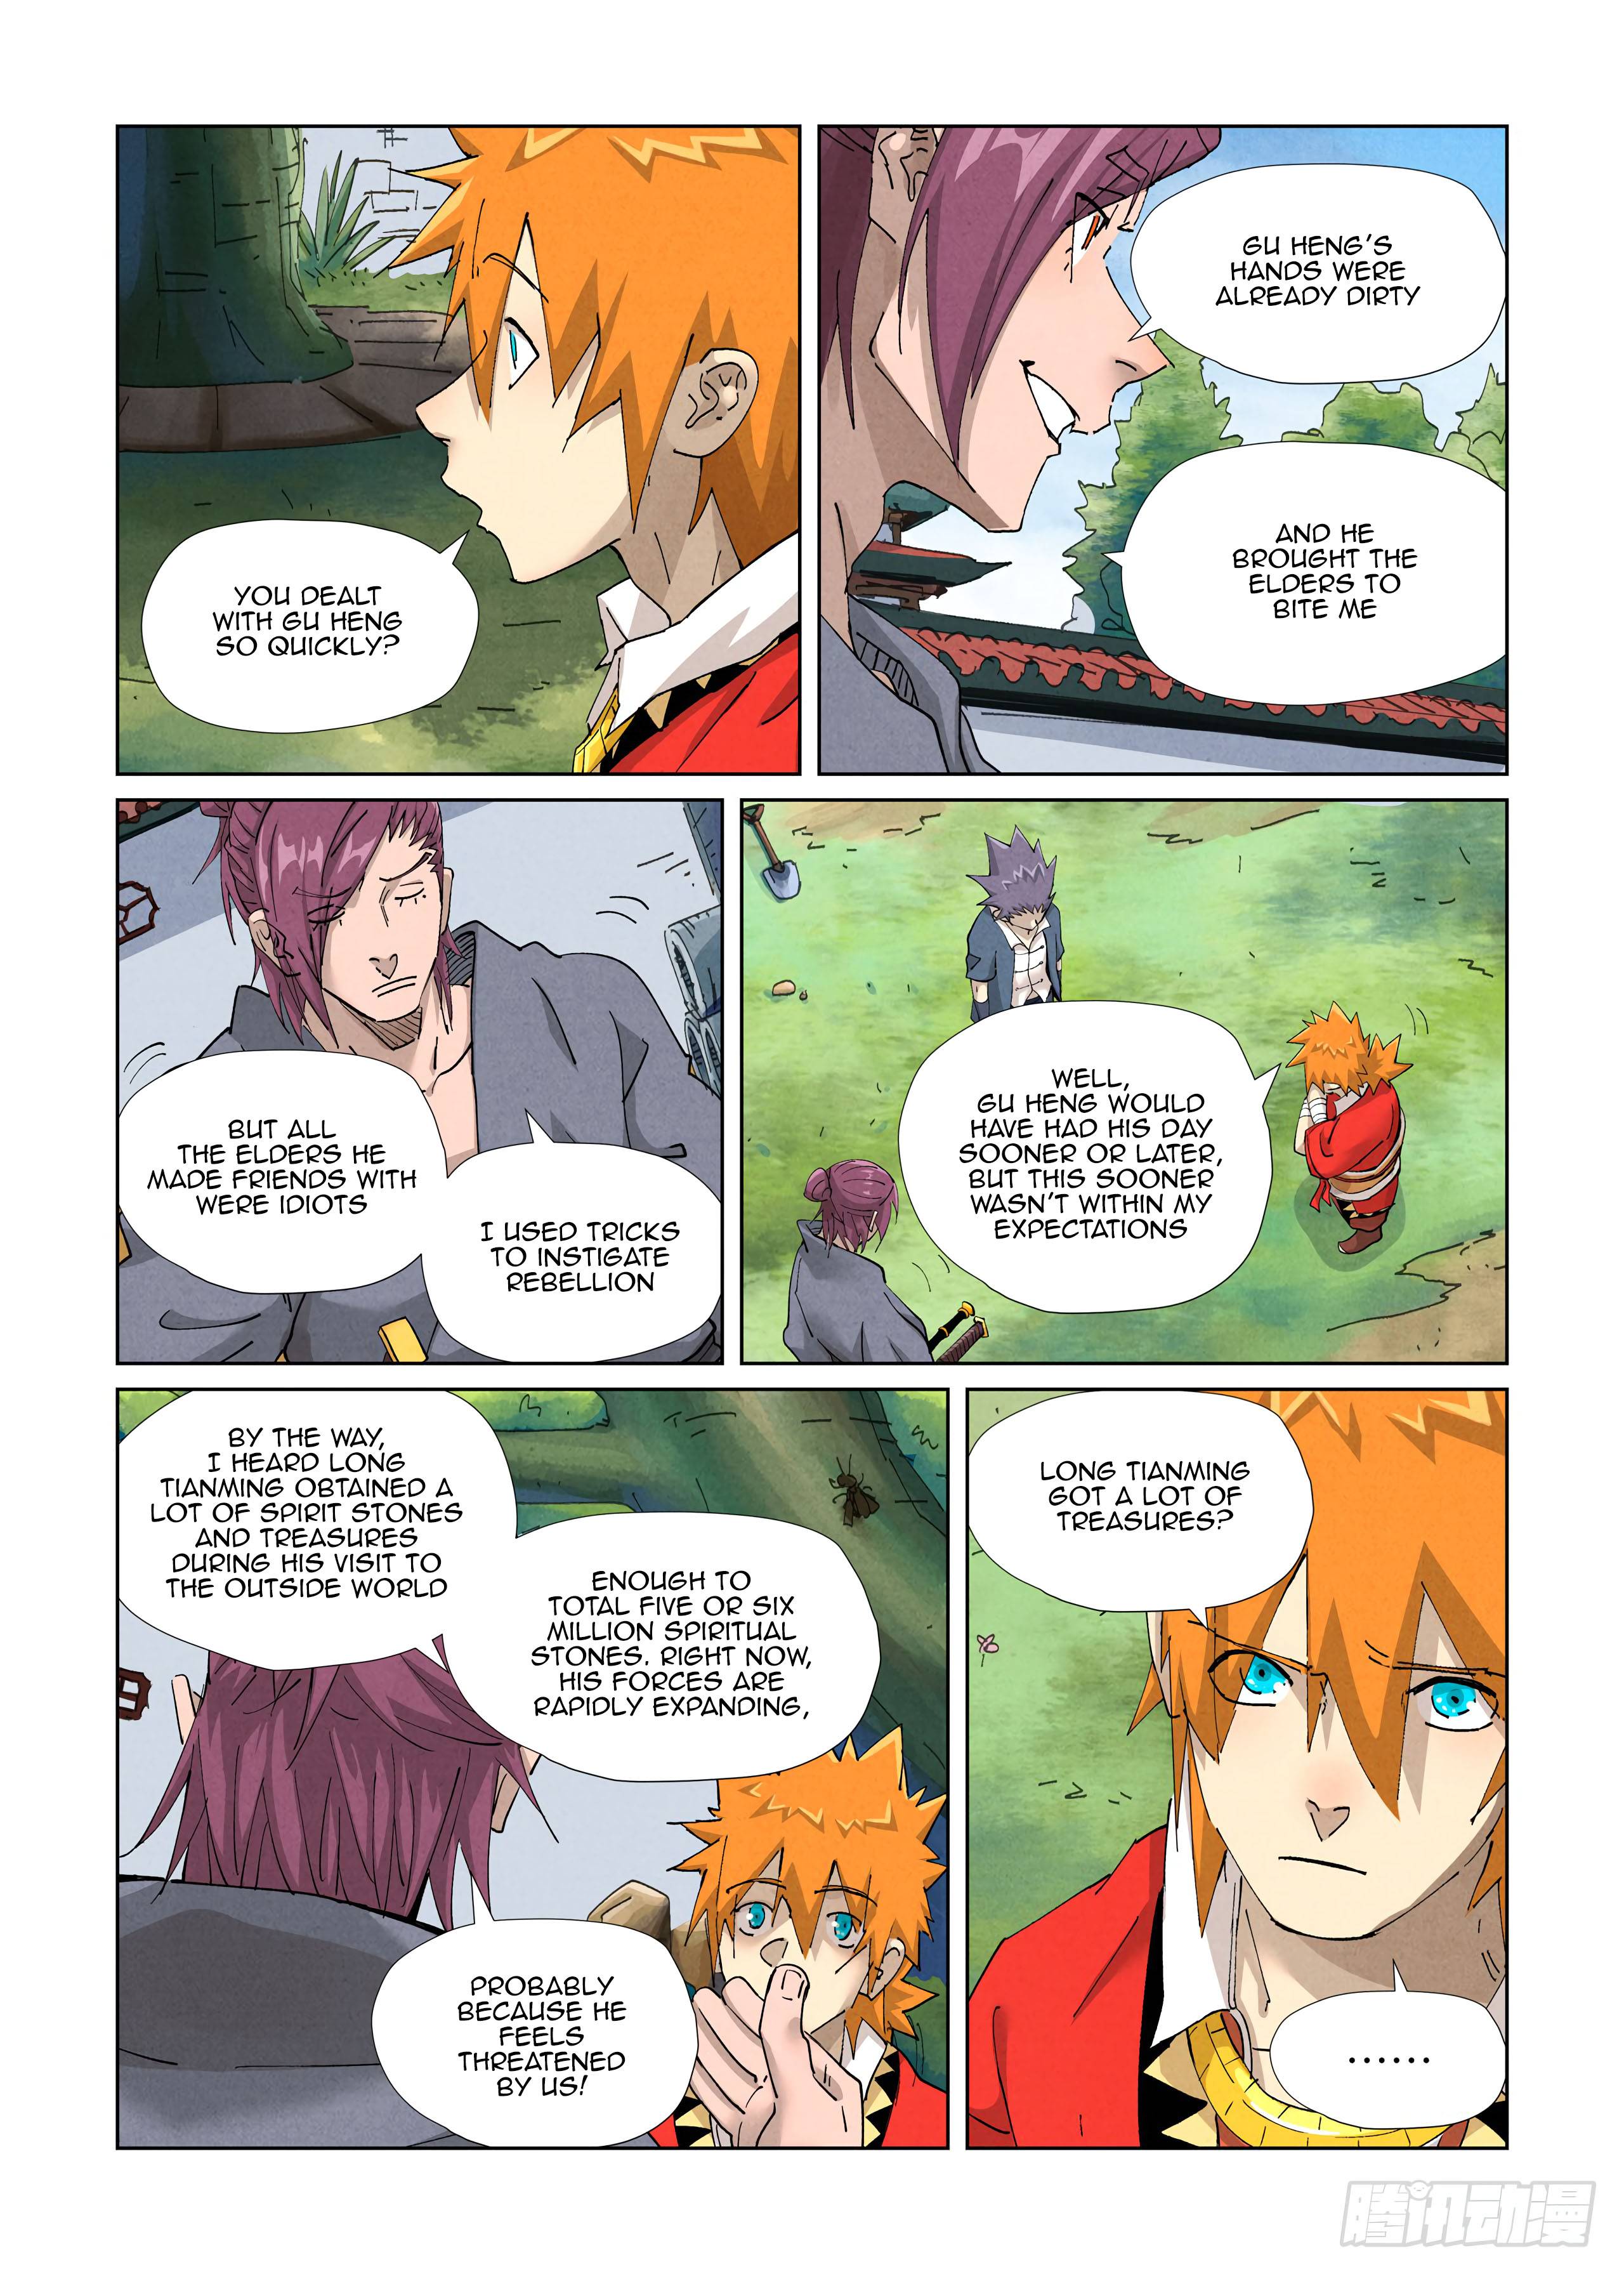 YOU DEALT
WITH GU HENG
SO QUICKLY?
GU HENG'S
HANDS WERE
ALREADY DIRTY
AND HE
BROUGHT THE
ELDERS TO
BITE ME
BUT ALL
THE ELDERS HE
MADE FRIENDS WITH
WERE IDIOTS
I USED TRICKS
TO INSTIGATE
REBELLION
WELL,
GU HENG WOULD
HAVE HAD HIS DAY
SOONER OR LATER,
BUT THIS SOONER
WASN'T WITHIN MY
EXPECTATIONS
BY THE WAY,
I HEARD LONG
TIANMING OBTAINED A
LOT OF SPIRIT STONES
AND TREASURES
DURING HIS VISIT TO
THE OUTSIDE WORLD
ENOUGH TO
TOTAL FIVE OR SIX
MILLION SPIRITUAL
STONES. RIGHT NOW,
HIS FORCES ARE
RAPIDLY EXPANDING,
PROBABLY
BECAUSE HE
FEELS
THREATENED
BY US!
LONG TIANMING
GOT A LOT OF
TREASURES?
......
腾讯动漫